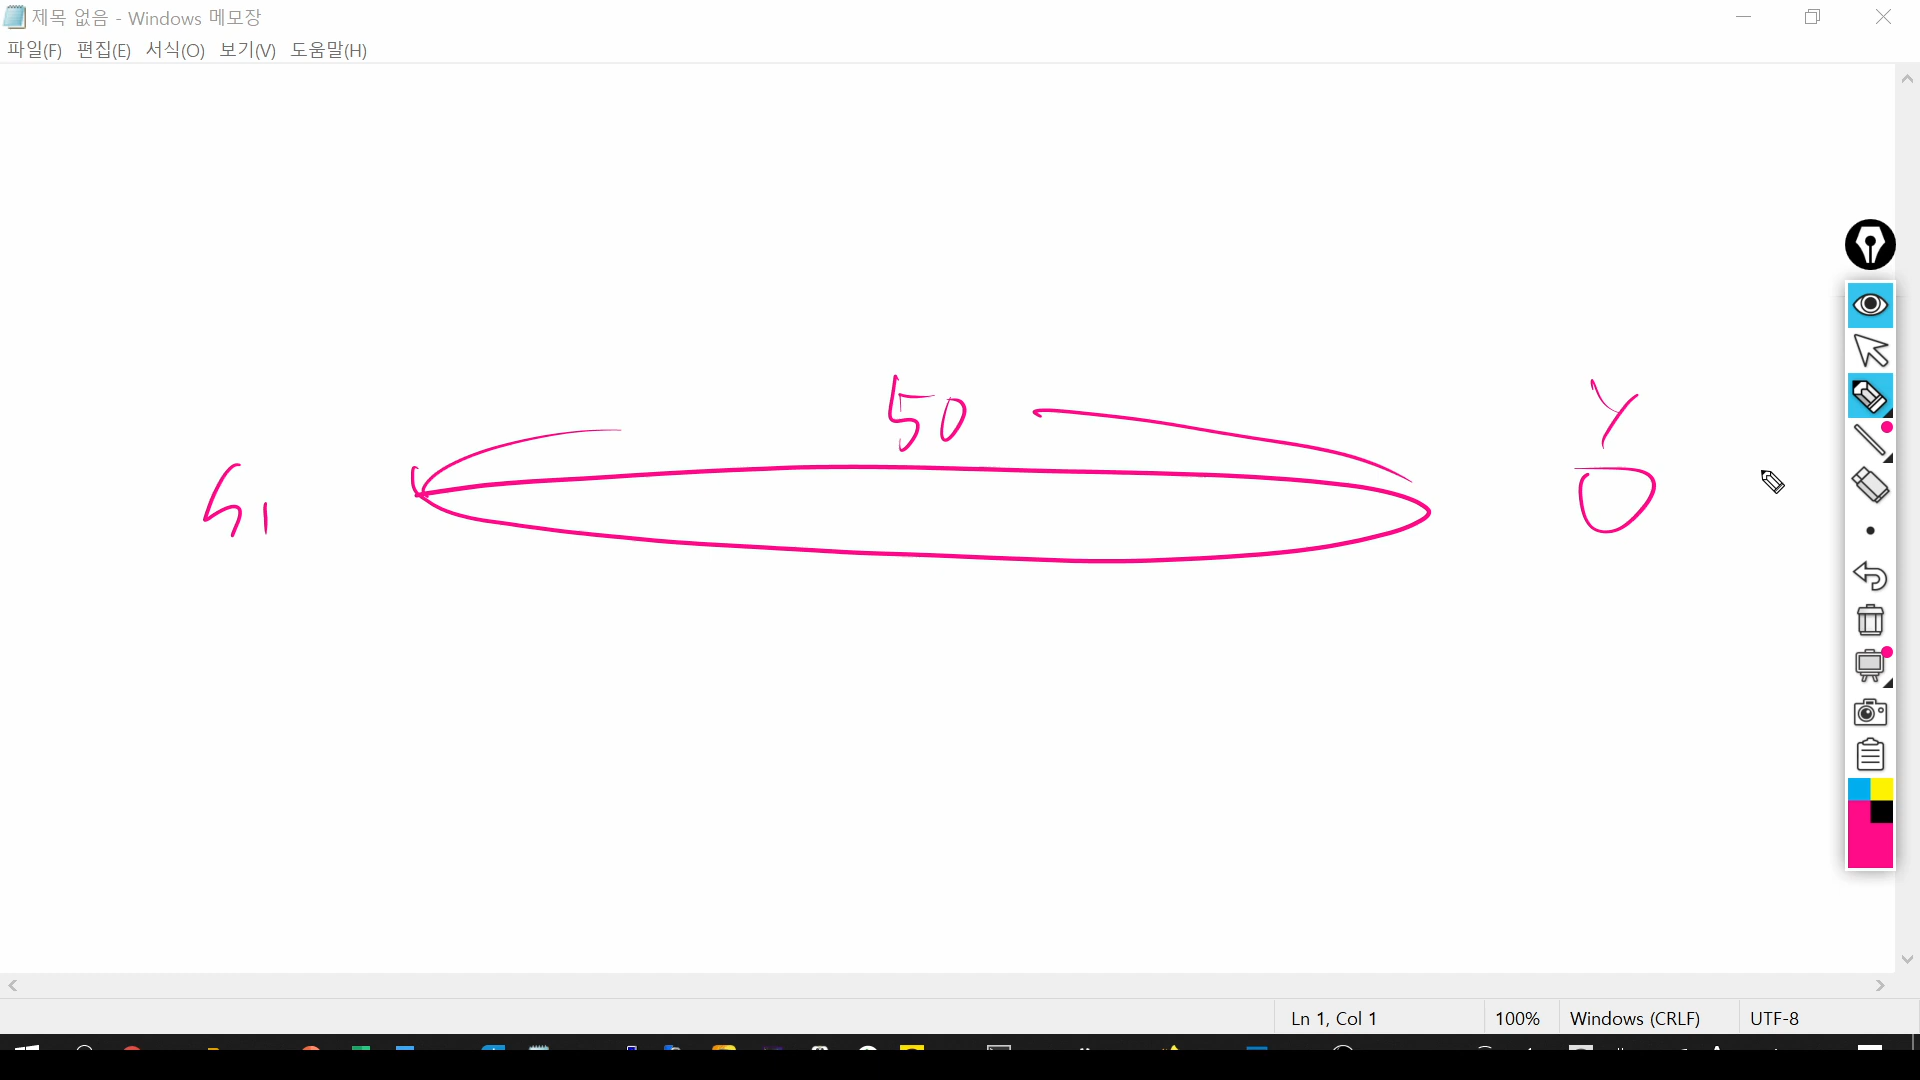 제목 없음 - Windows 메모장
파일(F) 편집(E) 서식(O) 보기(V) 도움말(H)
50
Y
0
Ln 1, Col 1 100% Windows (CRLF) UTF-8